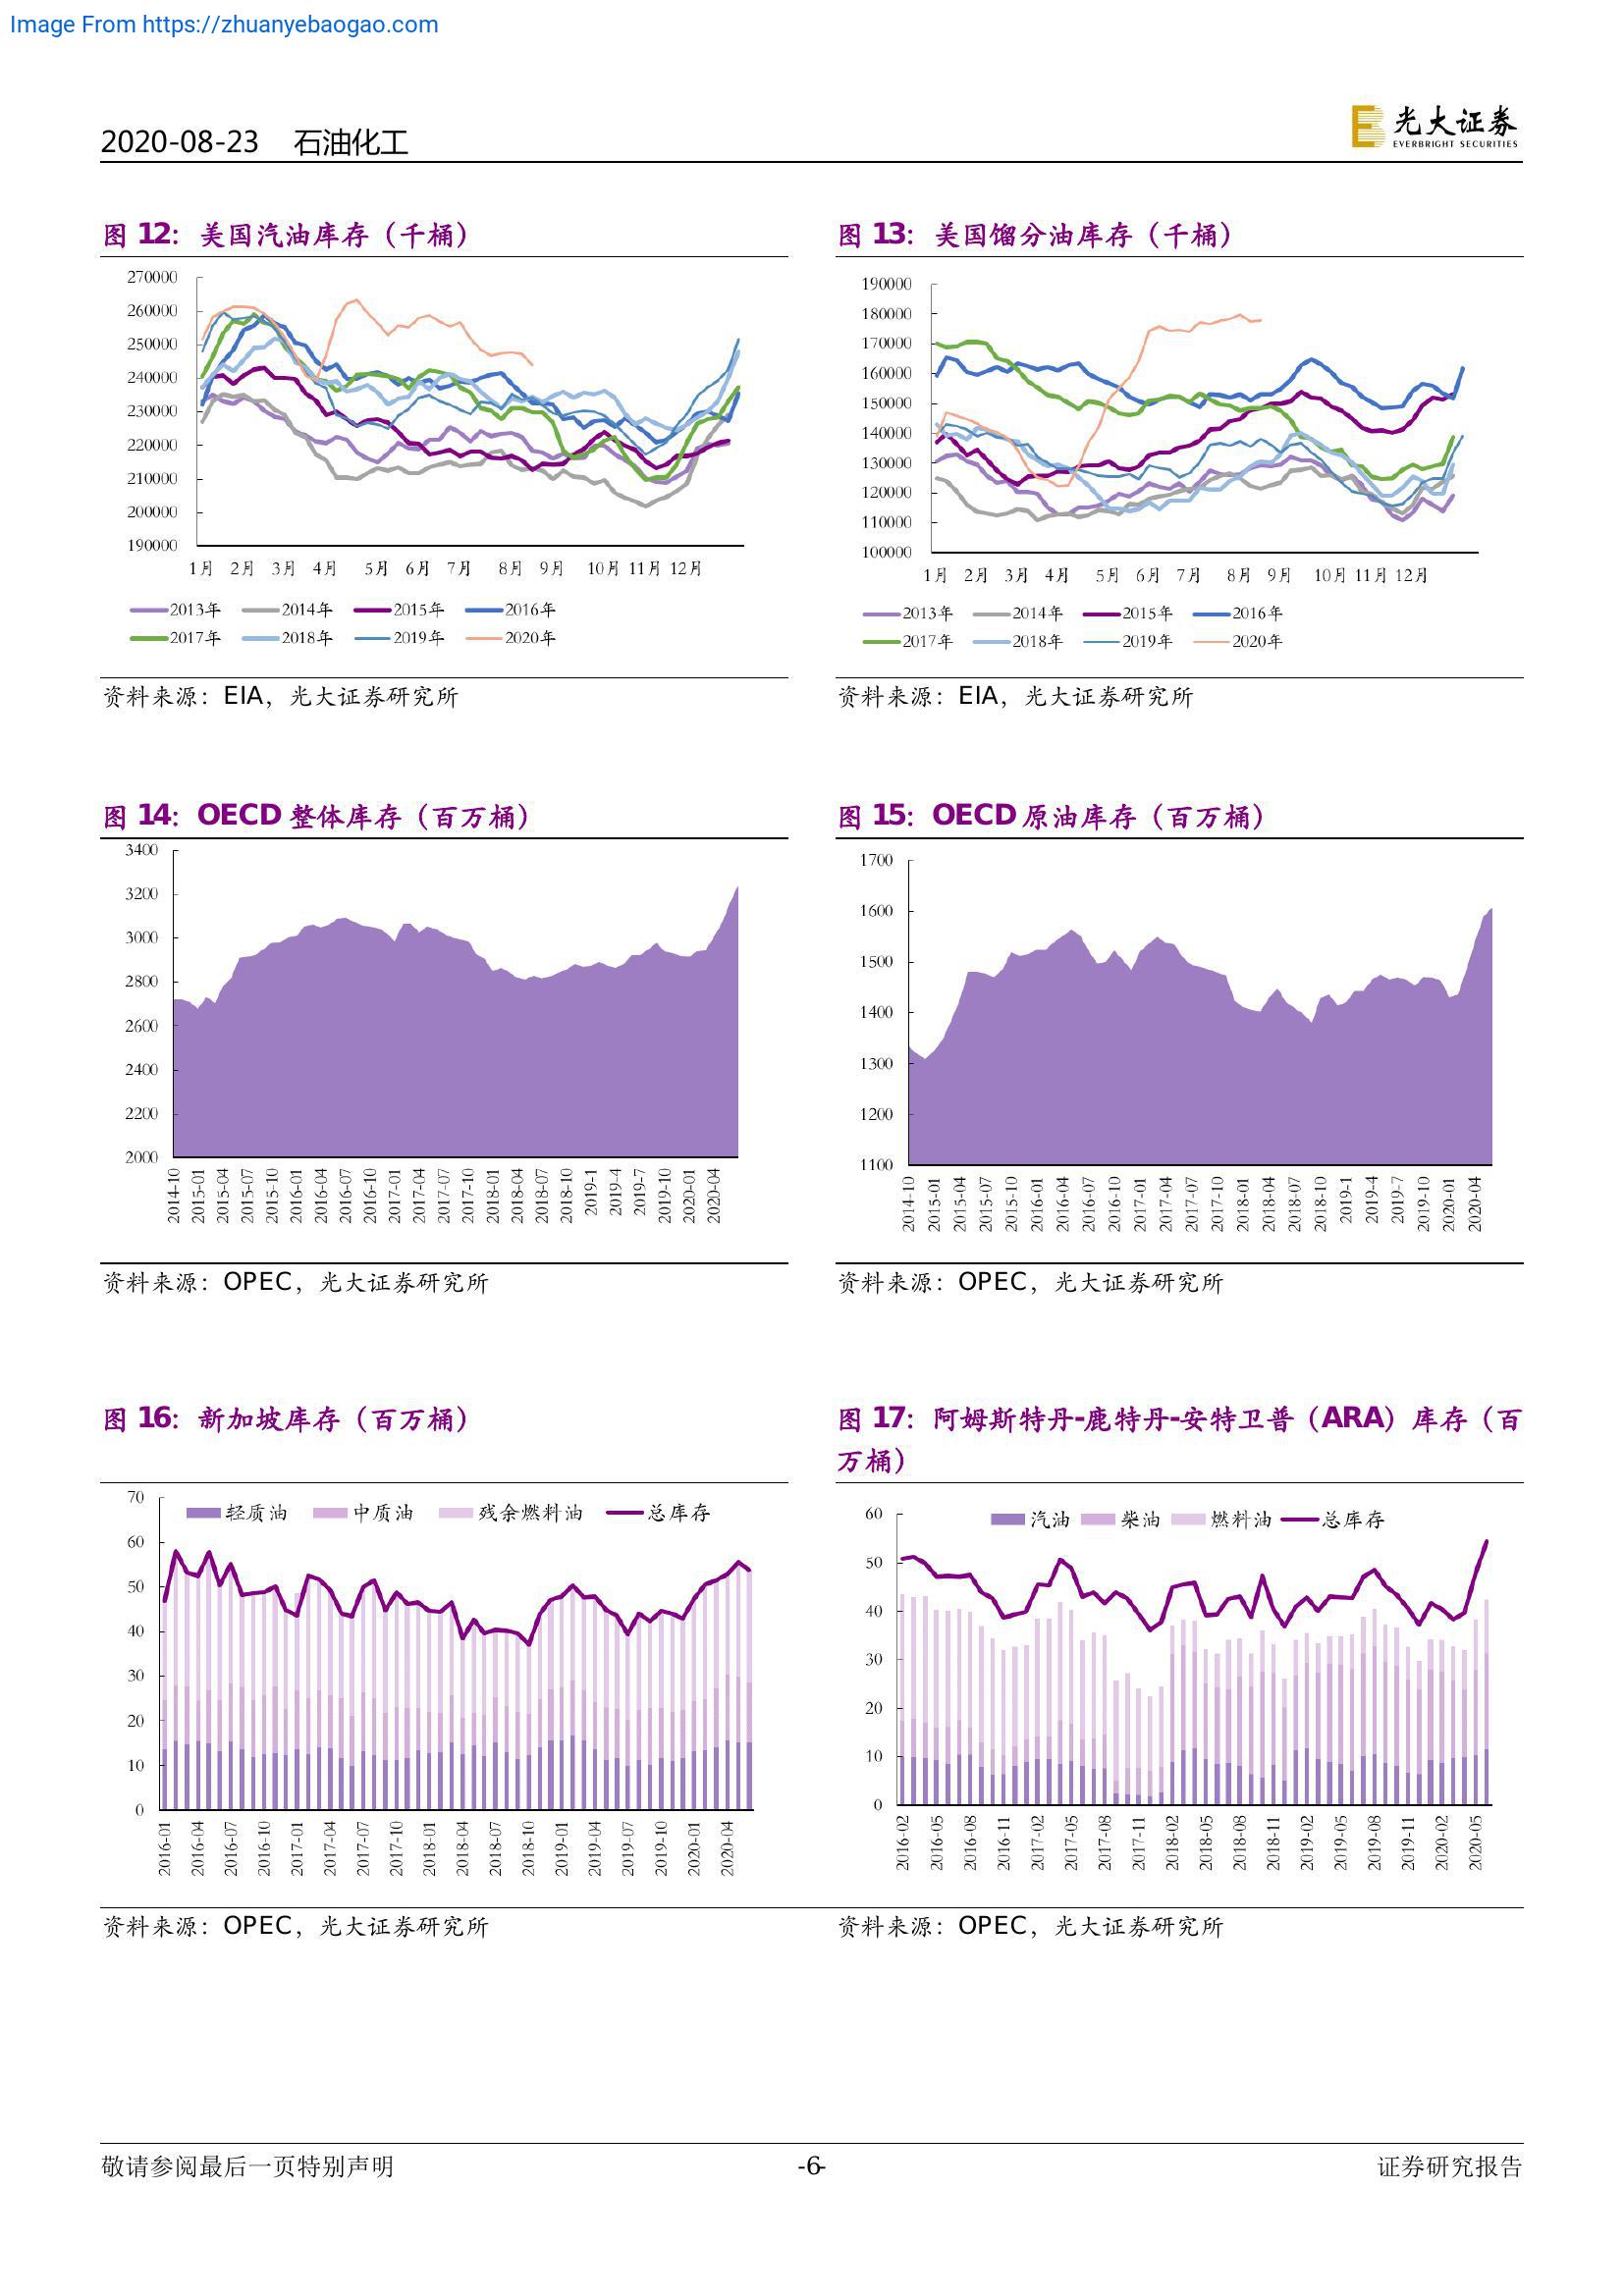 Image From https://zhuanyebaogao.com
2020-08-23 石油化工
光大证券
EVERBRIGHT SECURITIES
图 12：美国汽油库存（千桶）
270000
260000
250000
240000
230000
220000
210000
200000
190000
1月 2月 3月 4月 5月 6月 7月 8月 9月 10月 11月 12月
2013年 2014年 2015年 2016年
2017年 2018年 2019年 2020年
资料来源：EIA，光大证券研究所
图 13：美国馏分油库存（千桶）
190000
180000
170000
160000
150000
140000
130000
120000
110000
100000
1月 2月 3月 4月 5月 6月 7月 8月 9月 10月 11月 12月
2013年 2014年 2015年 2016年
2017年 2018年 2019年 2020年
资料来源：EIA，光大证券研究所
图 14：OECD 整体库存（百万桶）
3400
3200
3000
2800
2600
2400
2200
2000
2014-10 2015-01 2015-04 2015-07 2015-10 2016-01 2016-04 2016-07 2016-10 2017-01 2017-04 2017-07 2017-10 2018-01 2018-04 2018-07 2018-10 2019-1 2019-4 2019-7 2019-10 2020-01 2020-04
资料来源：OPEC，光大证券研究所
图 15：OECD 原油库存（百万桶）
1700
1600
1500
1400
1300
1200
1100
2014-10 2015-01 2015-04 2015-07 2015-10 2016-01 2016-04 2016-07 2016-10 2017-01 2017-04 2017-07 2017-10 2018-01 2018-04 2018-07 2018-10 2019-1 2019-4 2019-7 2019-10 2020-01 2020-04
资料来源：OPEC，光大证券研究所
图 16：新加坡库存（百万桶）
轻质油 中质油 残余燃料油 总库存
70
60
50
40
30
20
10
0
2016-01 2016-04 2016-07 2016-10 2017-01 2017-04 2017-07 2017-10 2018-01 2018-04 2018-07 2018-10 2019-01 2019-04 2019-07 2019-10 2020-01 2020-04
资料来源：OPEC，光大证券研究所
图 17：阿姆斯特丹-鹿特丹-安特卫普（ARA）库存（百
万桶）
汽油 柴油 燃料油 总库存
60
50
40
30
20
10
0
2016-02 2016-05 2016-08 2016-11 2017-02 2017-05 2017-08 2017-11 2018-02 2018-05 2018-08 2018-11 2019-02 2019-05 2019-08 2019-11 2020-02 2020-05
资料来源：OPEC，光大证券研究所
敬请参阅最后一页特别声明
-6-
证券研究报告